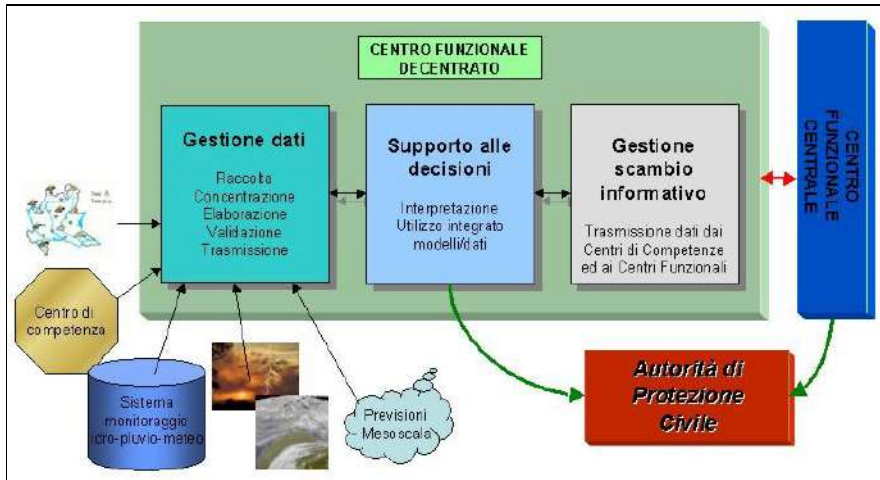 CENTRO FUNZIONALE
DECENTRATO
Gestione dati
Raccolta
Concentrazione
Elaborazione
Validazione
Trasmissione
Supporto alle
decisioni
Interpretazione
Utilizzo integrato
modelli/dati
Gestione
scambio
informativo
Trasmissione dati dai
Centri di Competenze
ed ai Centri Funzionali
CENTRO
FUNZIONALE
CENTRALE
Centro di
competenza
Sistema
monitoraggio
idro-pluvio-meteo
Previsioni
Mesoscala
Autorità di
Protezione
Civile